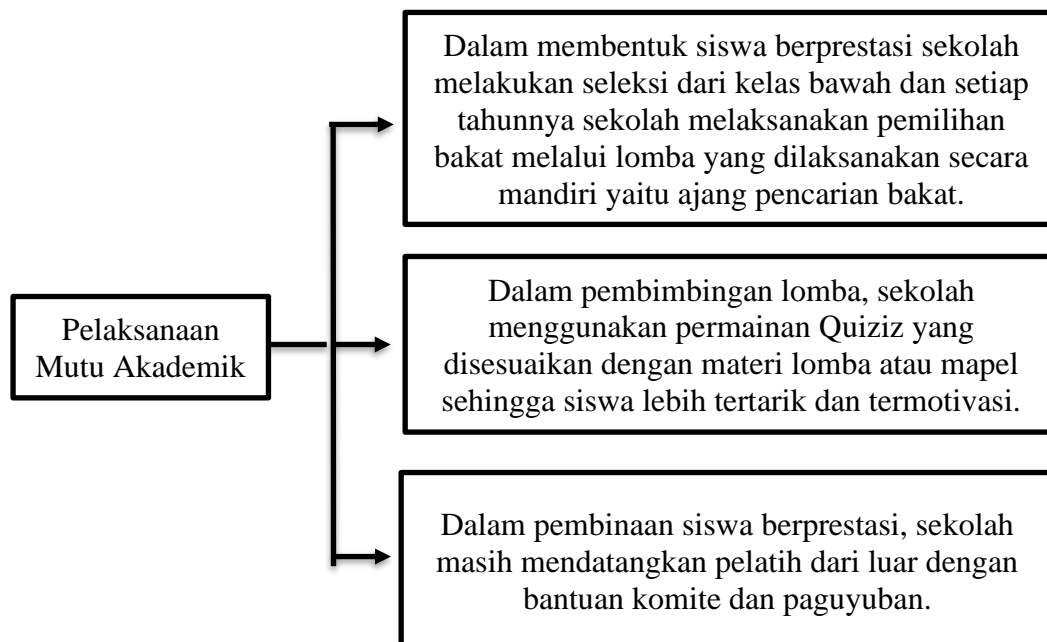 Dalam membentuk siswa berprestasi sekolah
melakukan seleksi dari kelas bawah dan setiap
tahunnya sekolah melaksanakan pemilihan
bakat melalui lomba yang dilaksanakan secara
mandiri yaitu ajang pencarian bakat.
Pelaksanaan
Mutu Akademik
Dalam pembimbingan lomba, sekolah
menggunakan permainan Quiziz yang
disesuaikan dengan materi lomba atau mapel
sehingga siswa lebih tertarik dan termotivasi.
Dalam pembinaan siswa berprestasi, sekolah
masih mendatangkan pelatih dari luar dengan
bantuan komite dan paguyuban.